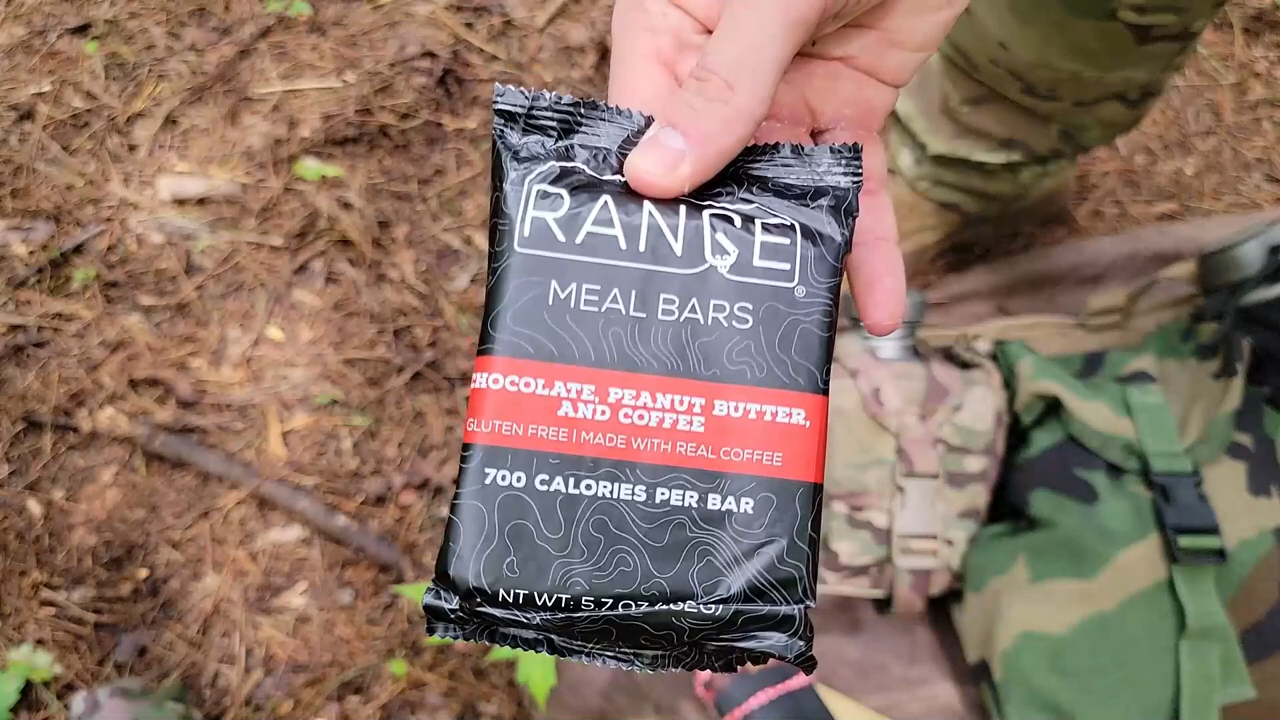 RANGE®
MEAL BARS
CHOCOLATE, PEANUT BUTTER,
AND COFFEE
GLUTEN FREE | MADE WITH REAL COFFEE
700 CALORIES PER BAR
NT WT: 5.7 OZ